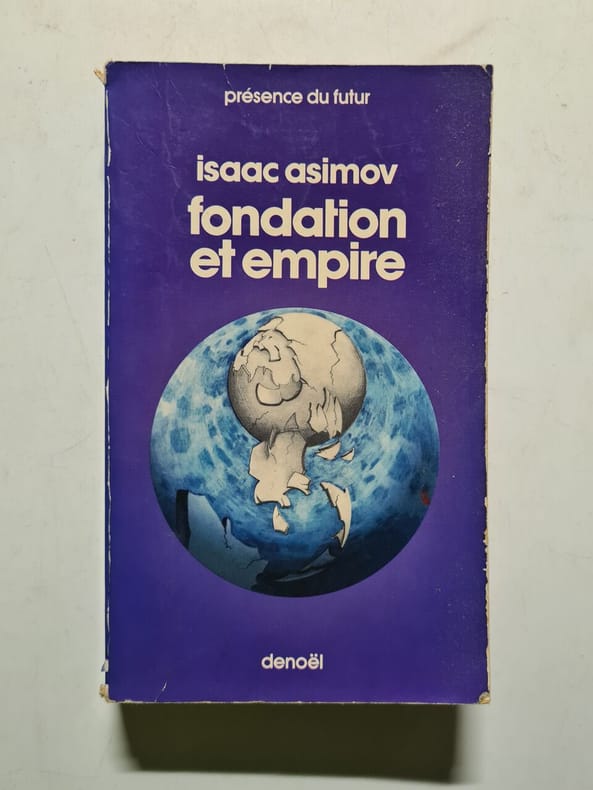 présence du futur
isaac asimov
fondation
et empire
denoël